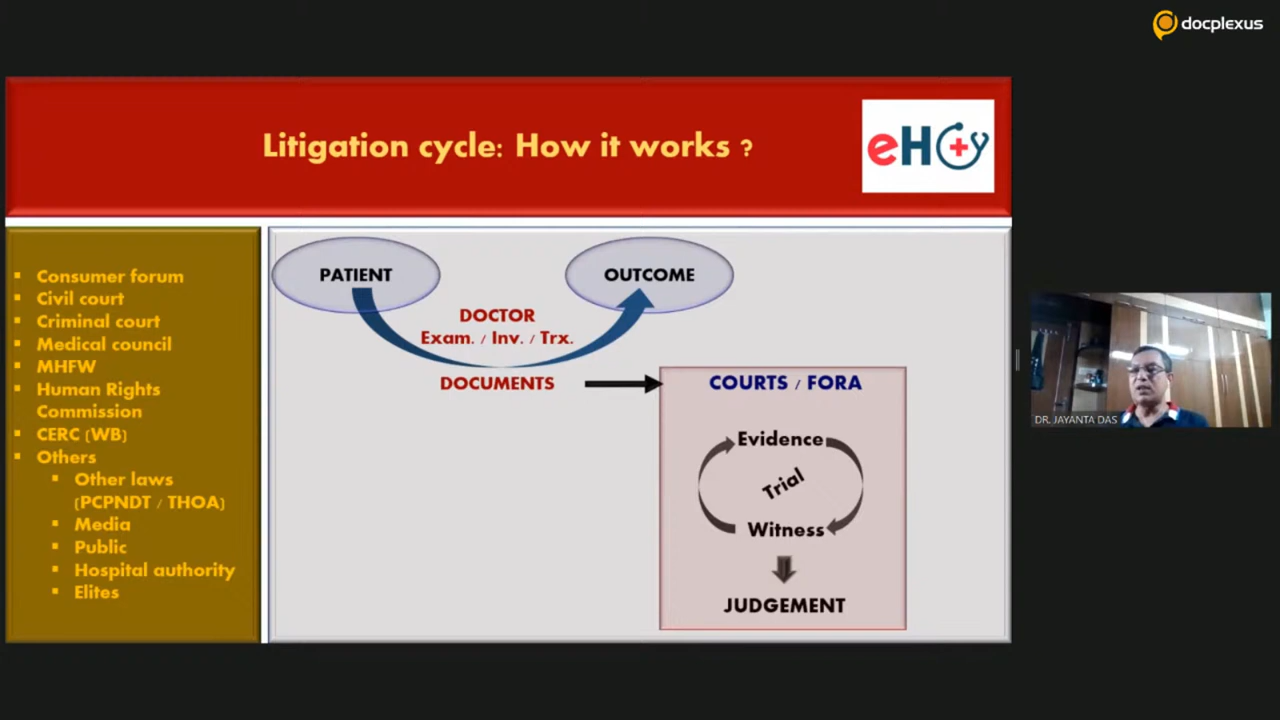 docplexus
Litigation cycle: How it works ?
eH
Consumer forum
Civil court
Criminal court
Medical council
MHFW
Human Rights
Commission
CERC (WB)
Others
Other laws
(PCPNDT / THOA)
Media
Public
Hospital authority
Elites
PATIENT
OUTCOME
DOCTOR
Exam. / Inv. / Trx.
DOCUMENTS
COURTS / FORA
Evidence
Trial
Witness
JUDGEMENT
DR. JAYANTA DAS